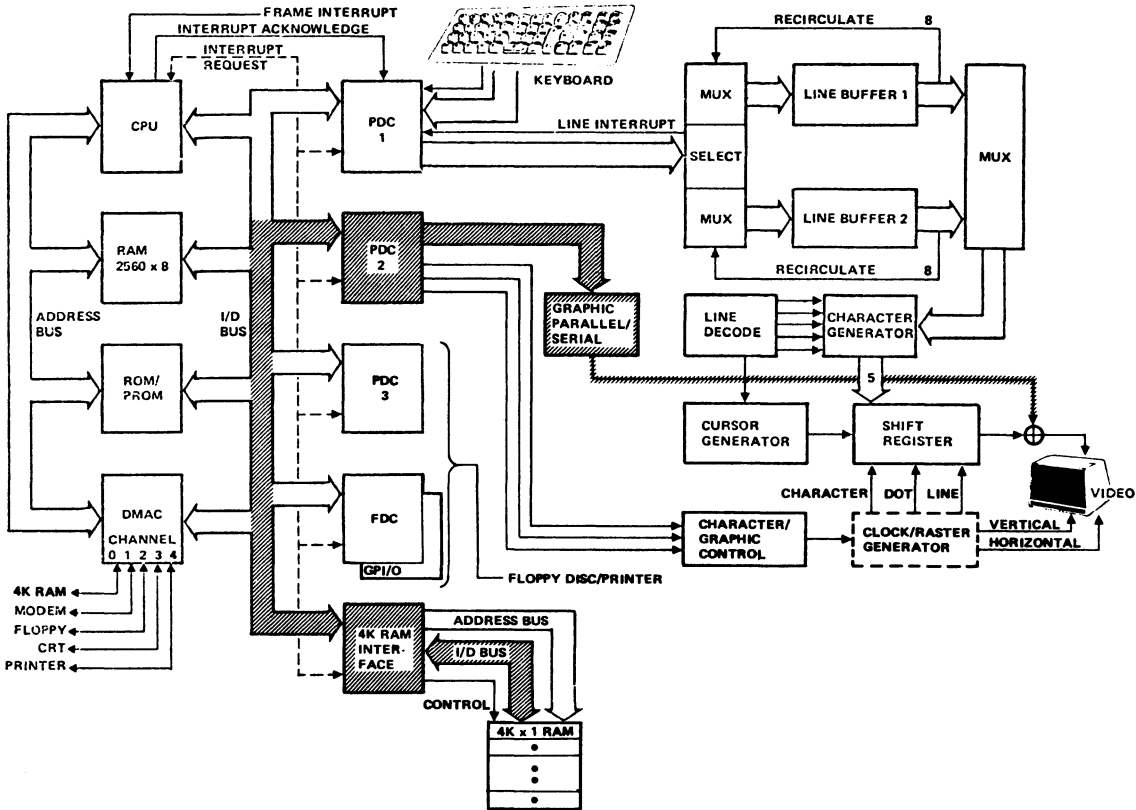 FRAME INTERRUPT
INTERRUPT ACKNOWLEDGE
INTERRUPT
REQUEST
KEYBOARD
RECIRCULATE 8
CPU
PDC
1
LINE INTERRUPT
MUX
SELECT
MUX
LINE BUFFER 1
LINE BUFFER 2
MUX
RECIRCULATE 8
RAM
2560 x 8
ADDRESS
BUS
I/D
BUS
PDC
2
GRAPHIC
PARALLEL/
SERIAL
LINE
DECODE
CHARACTER
GENERATOR
5
ROM/
PROM
PDC
3
CURSOR
GENERATOR
SHIFT
REGISTER
VIDEO
CHARACTER DOT LINE
DMAC
CHANNEL
0 1 2 3 4
FDC
GPI/O
CHARACTER/
GRAPHIC
CONTROL
CLOCK/RASTER
GENERATOR
VERTICAL
HORIZONTAL
FLOPPY DISC/PRINTER
4K RAM
MODEM
FLOPPY
CRT
PRINTER
4K RAM
INTER-
FACE
ADDRESS BUS
I/D BUS
CONTROL
4K x 1 RAM